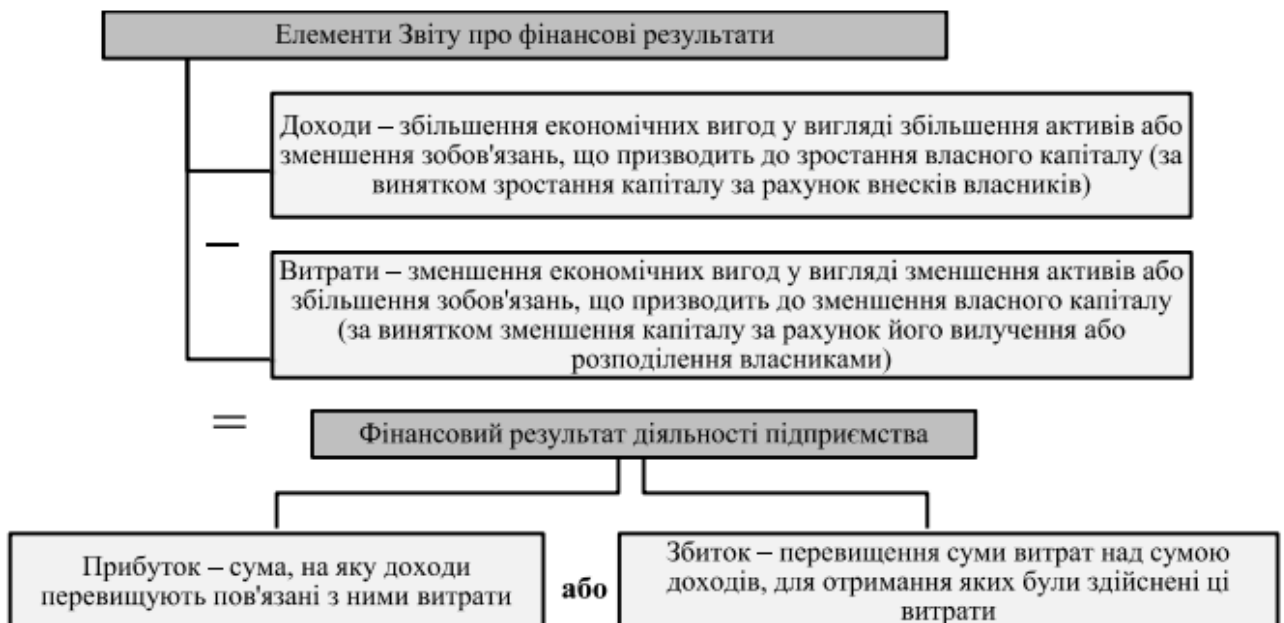 Елементи Звіту про фінансові результати
Доходи – збільшення економічних вигод у вигляді збільшення активів або
зменшення зобов'язань, що призводить до зростання власного капіталу (за
винятком зростання капіталу за рахунок внесків власників)
–
Витрати – зменшення економічних вигод у вигляді зменшення активів або
збільшення зобов'язань, що призводить до зменшення власного капіталу
(за винятком зменшення капіталу за рахунок його вилучення або
розподілення власниками)
=
Фінансовий результат діяльності підприємства
Прибуток – сума, на яку доходи
перевищують пов'язані з ними витрати
або
Збиток – перевищення суми витрат над сумою
доходів, для отримання яких були здійснені ці
витрати